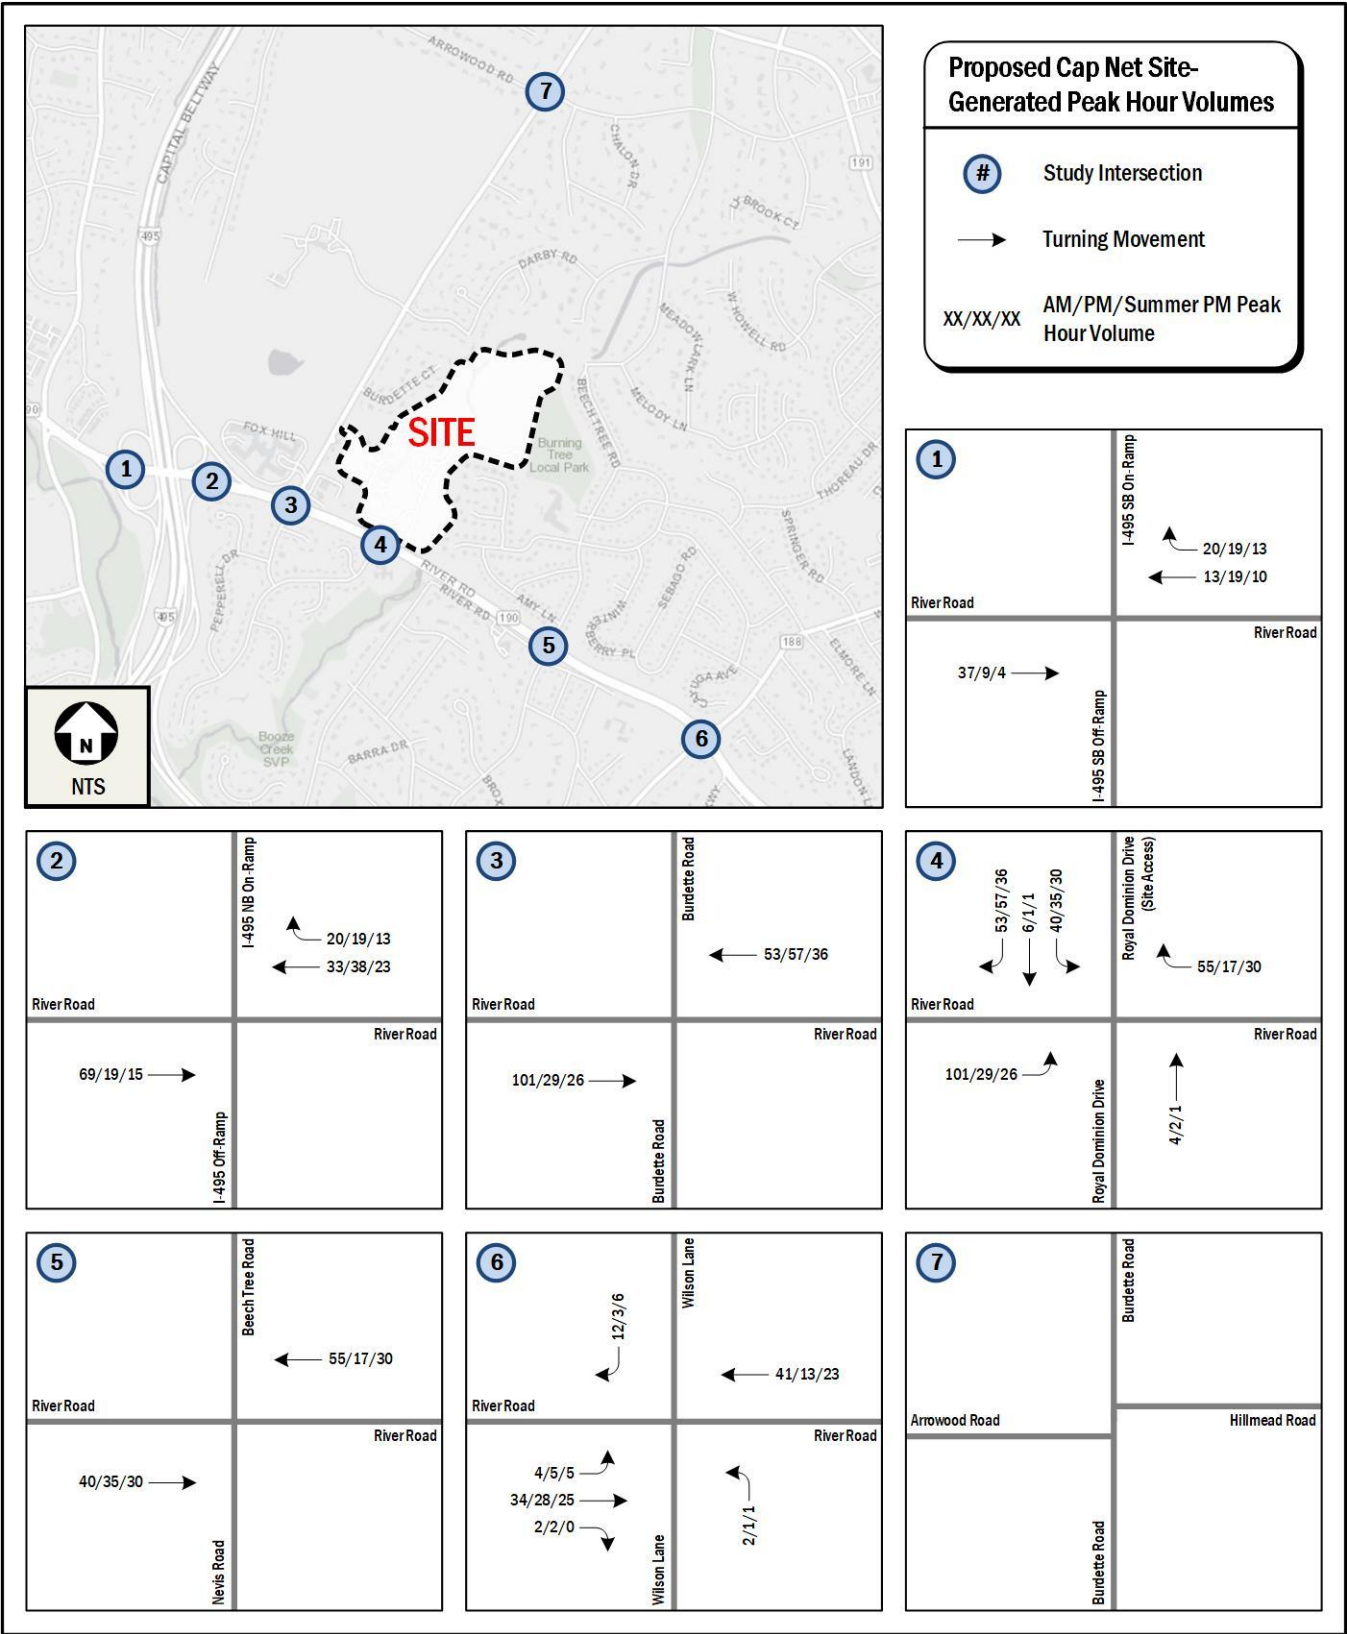 ARROWOOD RD
7
CAPITAL BELTWAY
CHALON DR
191
BROOK CT
495
DARBY RD
W HOWELL RD
MEADOWLARK LN
BURDETTE CT
BEECH TREE RD
MELODY LN
SITE
FOX HILL
Burning
Tree
Local Park
THOREAU DR
1
2
3
4
SPRINGER RD
PEPPERELL DR
RIVER RD
RIVER RD
SEBAGO RD
AMY LN
WINTERBERRY PL
495
190
5
188
ELMORE LN
CAYUGA AVE
6
Booze
Creek
SVP
BARRA DR
N
NTS
Proposed Cap Net Site-
Generated Peak Hour Volumes
#
Study Intersection
Turning Movement
XX/XX/XX
AM/PM/Summer PM Peak
Hour Volume
1
I-495 SB On-Ramp
20/19/13
13/19/10
River Road
River Road
37/9/4
I-495 SB Off-Ramp
2
I-495 NB On-Ramp
20/19/13
33/38/23
River Road
River Road
69/19/15
I-495 Off-Ramp
3
Burdette Road
53/57/36
River Road
River Road
101/29/26
Burdette Road
4
53/57/36
6/1/1
40/35/30
Royal Dominion Drive
(Site Access)
55/17/30
River Road
River Road
101/29/26
Royal Dominion Drive
4/2/1
5
Beech Tree Road
55/17/30
River Road
River Road
40/35/30
Nevis Road
6
12/3/6
Wilson Lane
41/13/23
River Road
River Road
4/5/5
34/28/25
2/2/0
Wilson Lane
2/1/1
7
Burdette Road
Arrowood Road
Hillmead Road
Burdette Road